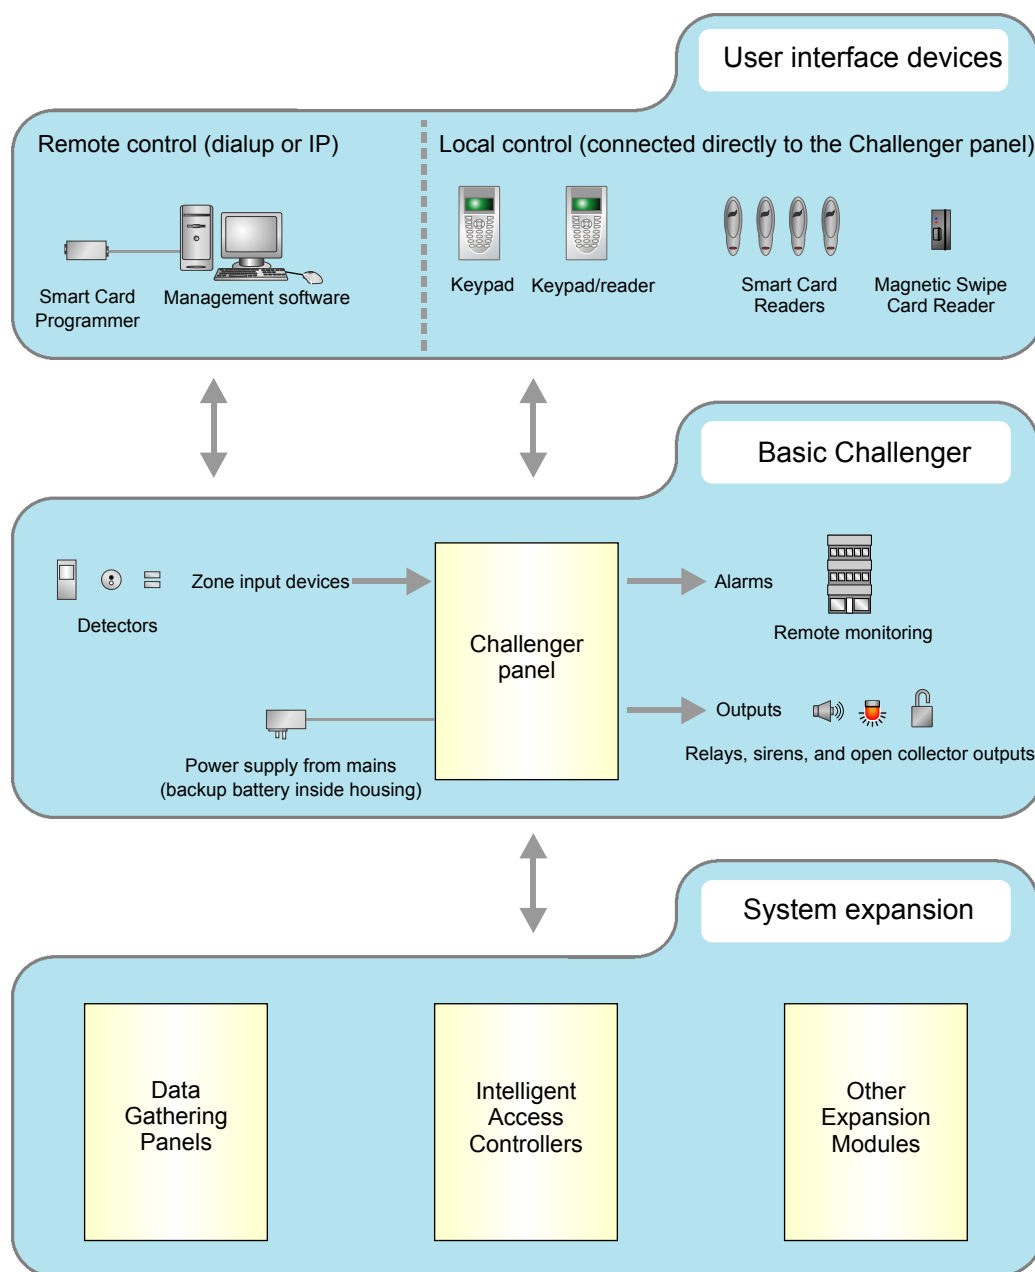 User interface devices
Remote control (dialup or IP)
Local control (connected directly to the Challenger panel)
Smart Card
Programmer
Management software
Keypad
Keypad/reader
Smart Card
Readers
Magnetic Swipe
Card Reader
Basic Challenger
Detectors
Zone input devices
Challenger
panel
Alarms
Remote monitoring
Power supply from mains
(backup battery inside housing)
Outputs
Relays, sirens, and open collector outputs
System expansion
Data
Gathering
Panels
Intelligent
Access
Controllers
Other
Expansion
Modules